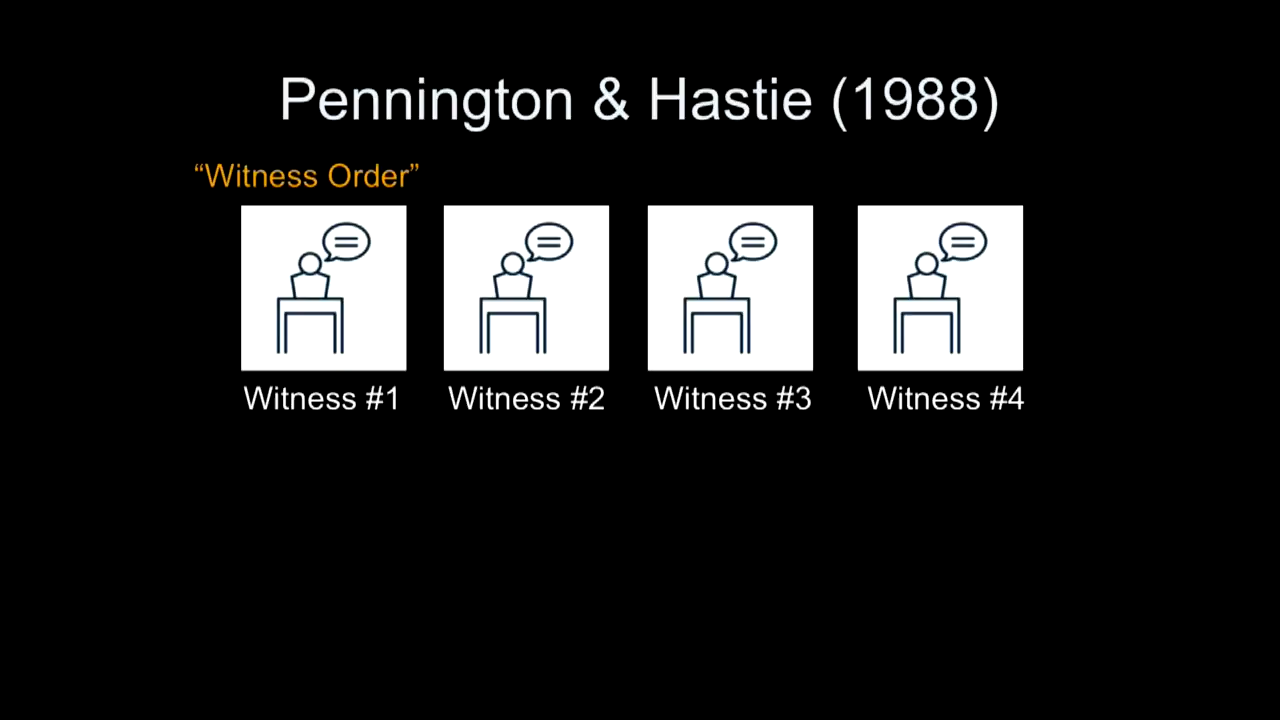 Pennington & Hastie (1988)
“Witness Order”
Witness #1 Witness #2 Witness #3 Witness #4